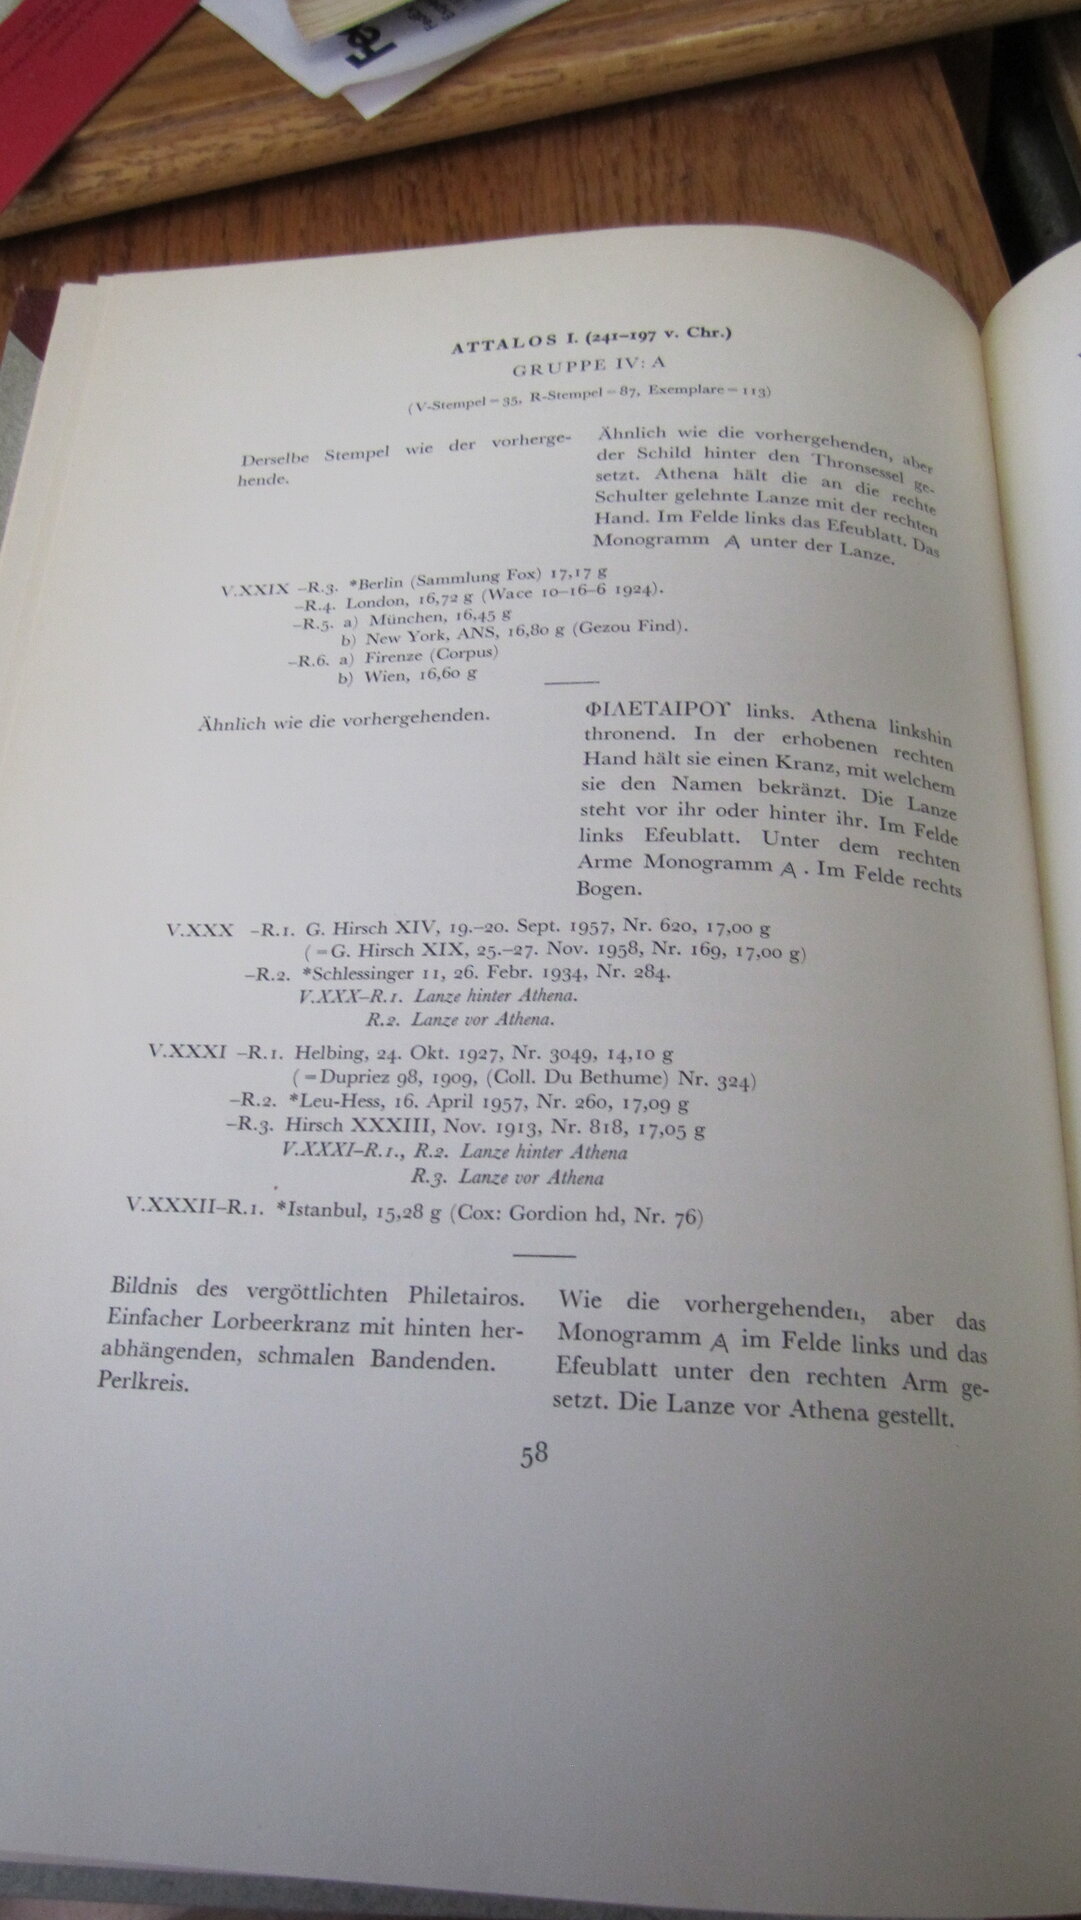 ATTALOS I. (241–197 v. Chr.)
GRUPPE IV: A
(V-Stempel = 35, R-Stempel = 87, Exemplare = 113)
Derselbe Stempel wie der vorherge-
hende.
Ähnlich wie die vorhergehenden, aber
der Schild hinter den Thronsessel ge-
setzt. Athena hält die an die rechte
Schulter gelehnte Lanze mit der rechten
Hand. Im Felde links das Efeublatt. Das
Monogramm unter der Lanze.
V.XXIX –R.3. *Berlin (Sammlung Fox) 17,17 g
–R.4. London, 16,72 g (Wace 10–16–6 1924).
–R.5. a) München, 16,45 g
b) New York, ANS, 16,80 g (Gezou Find).
–R.6. a) Firenze (Corpus)
b) Wien, 16,60 g
Ähnlich wie die vorhergehenden.
ΦΙΛΕΤΑΙΡΟΥ links. Athena linkshin
thronend. In der erhobenen rechten
Hand hält sie einen Kranz, mit welchem
sie den Namen bekränzt. Die Lanze
steht vor ihr oder hinter ihr. Im Felde
links Efeublatt. Unter dem rechten
Arme Monogramm . Im Felde rechts
Bogen.
V.XXX –R.1. G. Hirsch XIV, 19.–20. Sept. 1957, Nr. 620, 17,00 g
(=G. Hirsch XIX, 25.–27. Nov. 1958, Nr. 169, 17,00 g)
–R.2. *Schlessinger 11, 26. Febr. 1934, Nr. 284.
V.XXX–R.1. Lanze hinter Athena.
R.2. Lanze vor Athena.
V.XXXI –R.1. Helbing, 24. Okt. 1927, Nr. 3049, 14,10 g
(=Dupriez 98, 1909, (Coll. Du Bethume) Nr. 324)
–R.2. *Leu-Hess, 16. April 1957, Nr. 260, 17,09 g
–R.3. Hirsch XXXIII, Nov. 1913, Nr. 818, 17,05 g
V.XXXI–R.1., R.2. Lanze hinter Athena
R.3. Lanze vor Athena
V.XXXII–R.1. *Istanbul, 15,28 g (Cox: Gordion hd, Nr. 76)
Bildnis des vergöttlichten Philetairos.
Einfacher Lorbeerkranz mit hinten her-
abhängenden, schmalen Bandenden.
Perlkreis.
Wie die vorhergehenden, aber das
Monogramm im Felde links und das
Efeublatt unter den rechten Arm ge-
setzt. Die Lanze vor Athena gestellt.
58